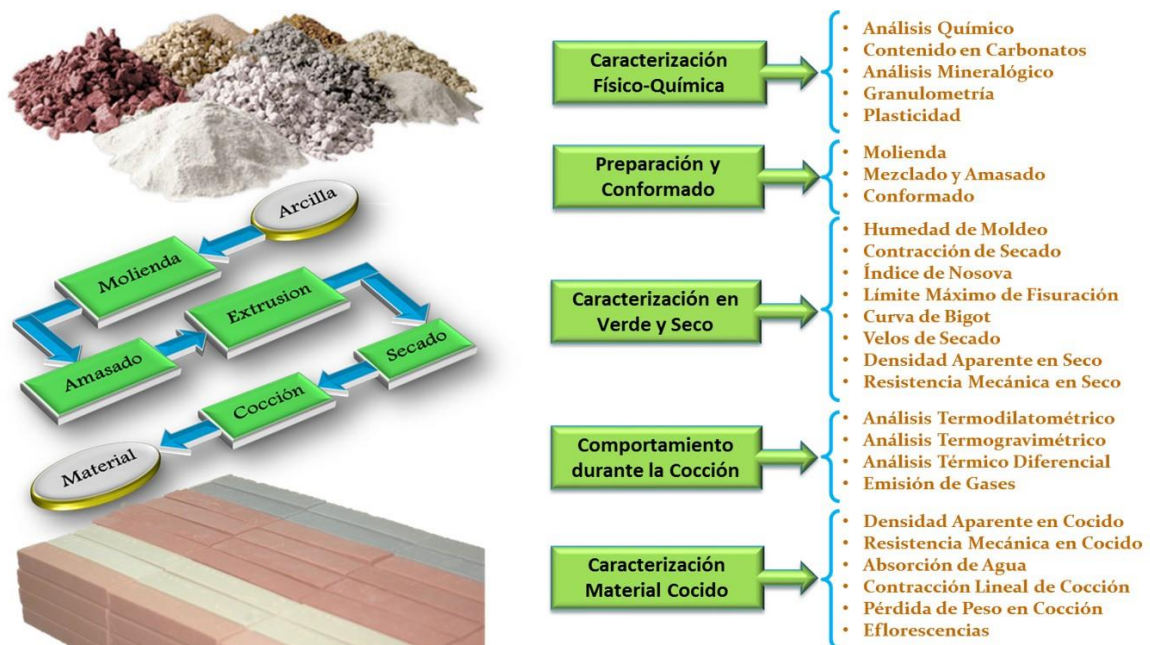 Arcilla
Molienda
Amasado
Extrusion
Secado
Cocción
Material
Caracterización
Físico-Química
• Análisis Químico
• Contenido en Carbonatos
• Análisis Mineralógico
• Granulometría
• Plasticidad
Preparación y
Conformado
• Molienda
• Mezclado y Amasado
• Conformado
Caracterización en
Verde y Seco
• Humedad de Moldeo
• Contracción de Secado
• Índice de Nosova
• Límite Máximo de Fisuración
• Curva de Bigot
• Velos de Secado
• Densidad Aparente en Seco
• Resistencia Mecánica en Seco
Comportamiento
durante la Cocción
• Análisis Termodilatométrico
• Análisis Termogravimétrico
• Análisis Térmico Diferencial
• Emisión de Gases
Caracterización
Material Cocido
• Densidad Aparente en Cocido
• Resistencia Mecánica en Cocido
• Absorción de Agua
• Contracción Lineal de Cocción
• Pérdida de Peso en Cocción
• Eflorescencias